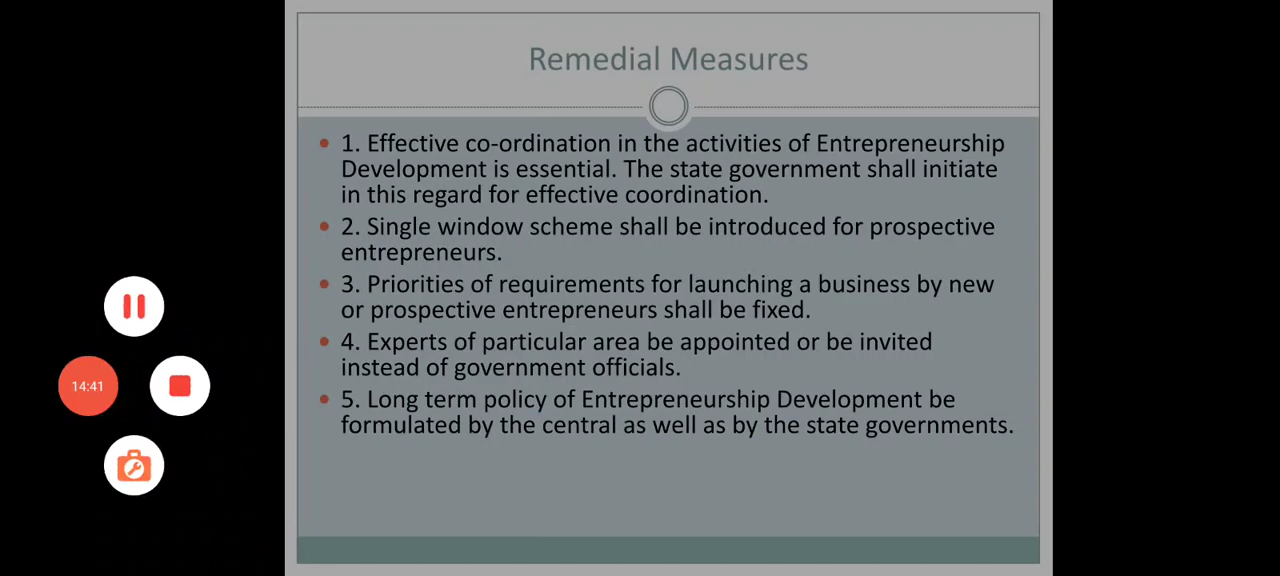 Remedial Measures
1. Effective co-ordination in the activities of Entrepreneurship
Development is essential. The state government shall initiate
in this regard for effective coordination.
2. Single window scheme shall be introduced for prospective
entrepreneurs.
3. Priorities of requirements for launching a business by new
or prospective entrepreneurs shall be fixed.
4. Experts of particular area be appointed or be invited
instead of government officials.
5. Long term policy of Entrepreneurship Development be
formulated by the central as well as by the state governments.
14:41